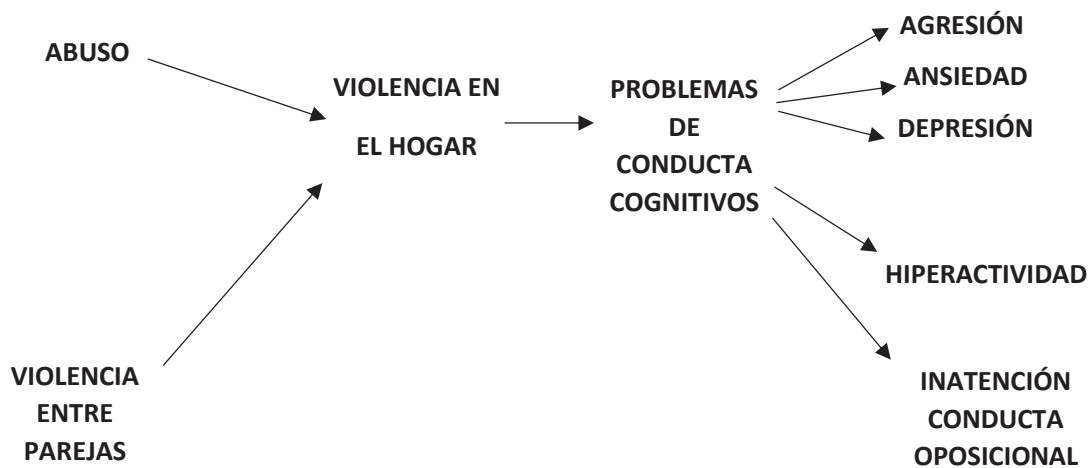 ABUSO
VIOLENCIA EN
EL HOGAR
VIOLENCIA
ENTRE
PAREJAS
PROBLEMAS
DE
CONDUCTA
COGNITIVOS
AGRESIÓN
ANSIEDAD
DEPRESIÓN
HIPERACTIVIDAD
INATENCIÓN
CONDUCTA
OPOSICIONAL